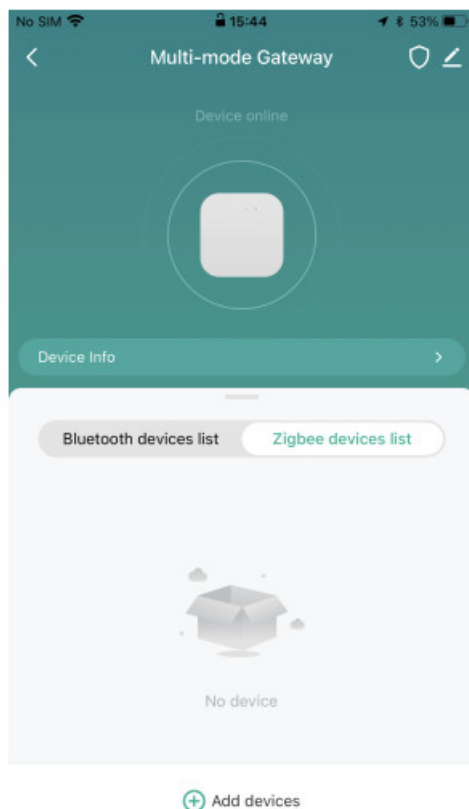 No SIM 15:44 53%
Multi-mode Gateway
Device online
Device Info
Bluetooth devices list Zigbee devices list
No device
Add devices